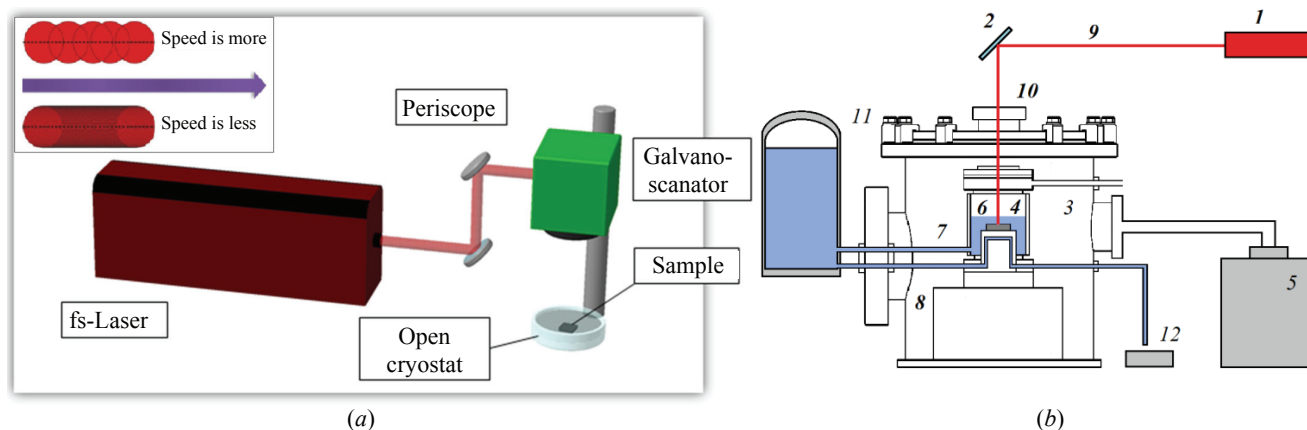 Speed is more
Speed is less
Periscope
Galvano-
scanator
Sample
Open
cryostat
fs-Laser
(a)
1
2
9
10
11
6
4
3
7
8
5
12
(b)